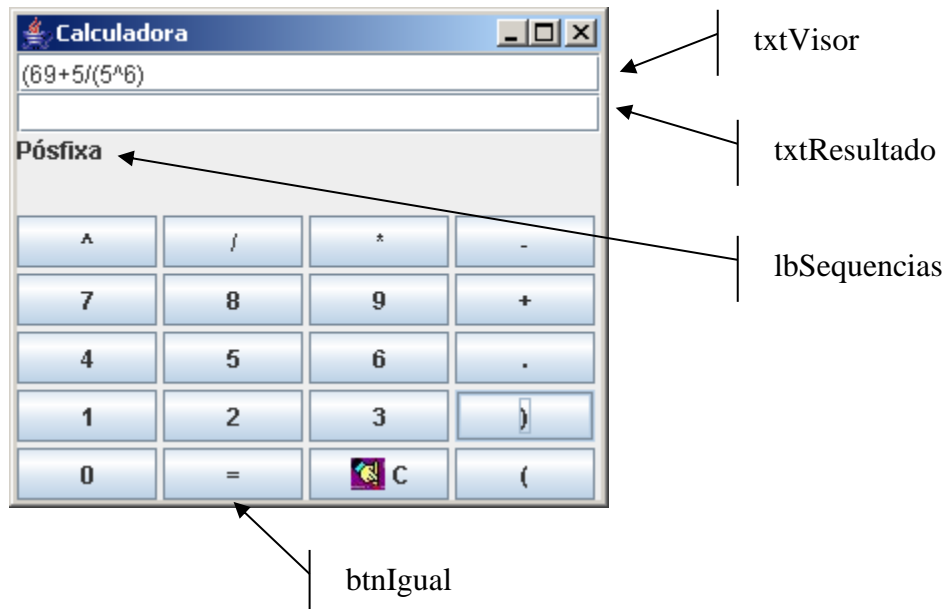 Calculadora
txtVisor
(69+5/(5^6)
txtResultado
Pósfixa
^ / * -
lbSequencias
7 8 9 +
4 5 6 .
1 2 3 )
0 = C (
btnIgual